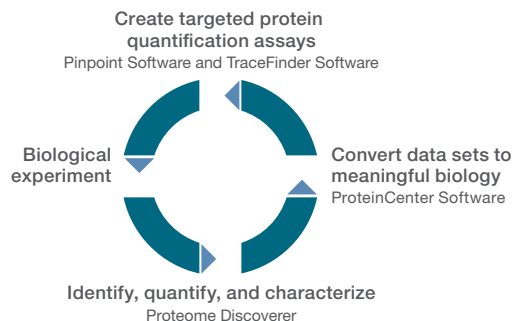 Create targeted protein
quantification assays
Pinpoint Software and TraceFinder Software
Biological
experiment
Convert data sets to
meaningful biology
ProteinCenter Software
Identify, quantify, and characterize
Proteome Discoverer